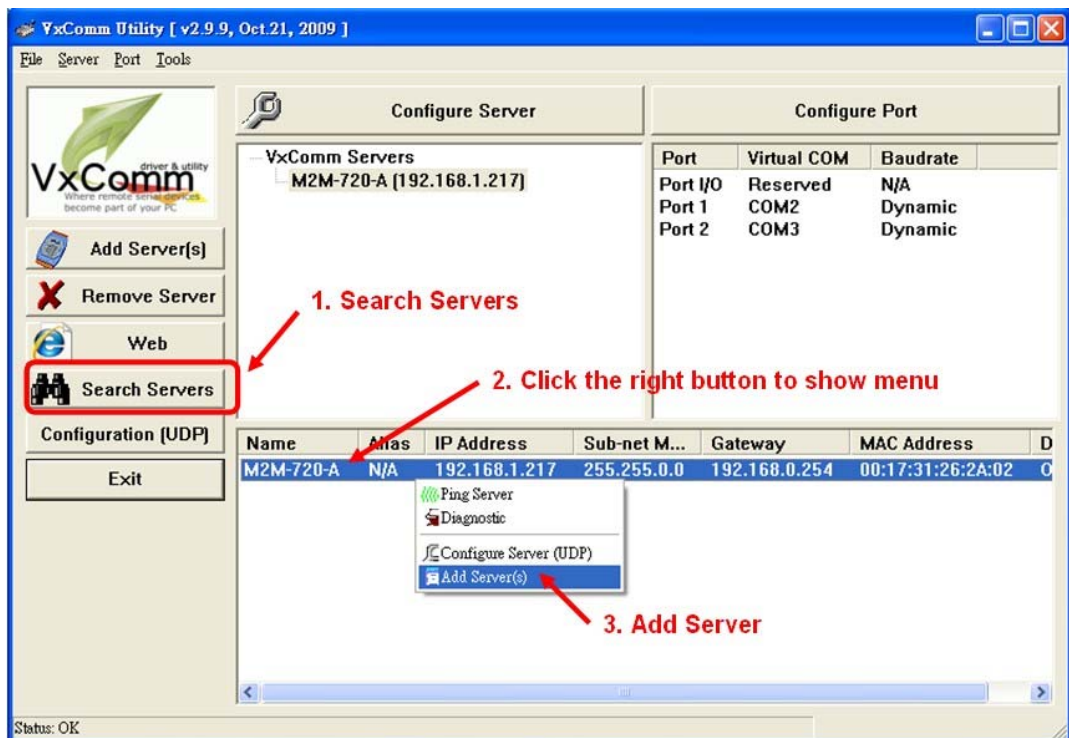 VxComm Utility [ v2.9.9, Oct.21, 2009 ]
File Server Port Tools
VxComm
driver & utility
Where remote serial devices
become part of your PC
Add Server(s)
Remove Server
Web
Search Servers
Configuration (UDP)
Exit
Configure Server
VxComm Servers
M2M-720-A (192.168.1.217)
Configure Port
Port Virtual COM Baudrate
Port I/O Reserved N/A
Port 1 COM2 Dynamic
Port 2 COM3 Dynamic
1. Search Servers
2. Click the right button to show menu
Name Alias IP Address Sub-net M... Gateway MAC Address D
M2M-720-A N/A 192.168.1.217 255.255.0.0 192.168.0.254 00:17:31:26:2A:02
Ping Server
Diagnostic
Configure Server (UDP)
Add Server(s)
3. Add Server
Status: OK